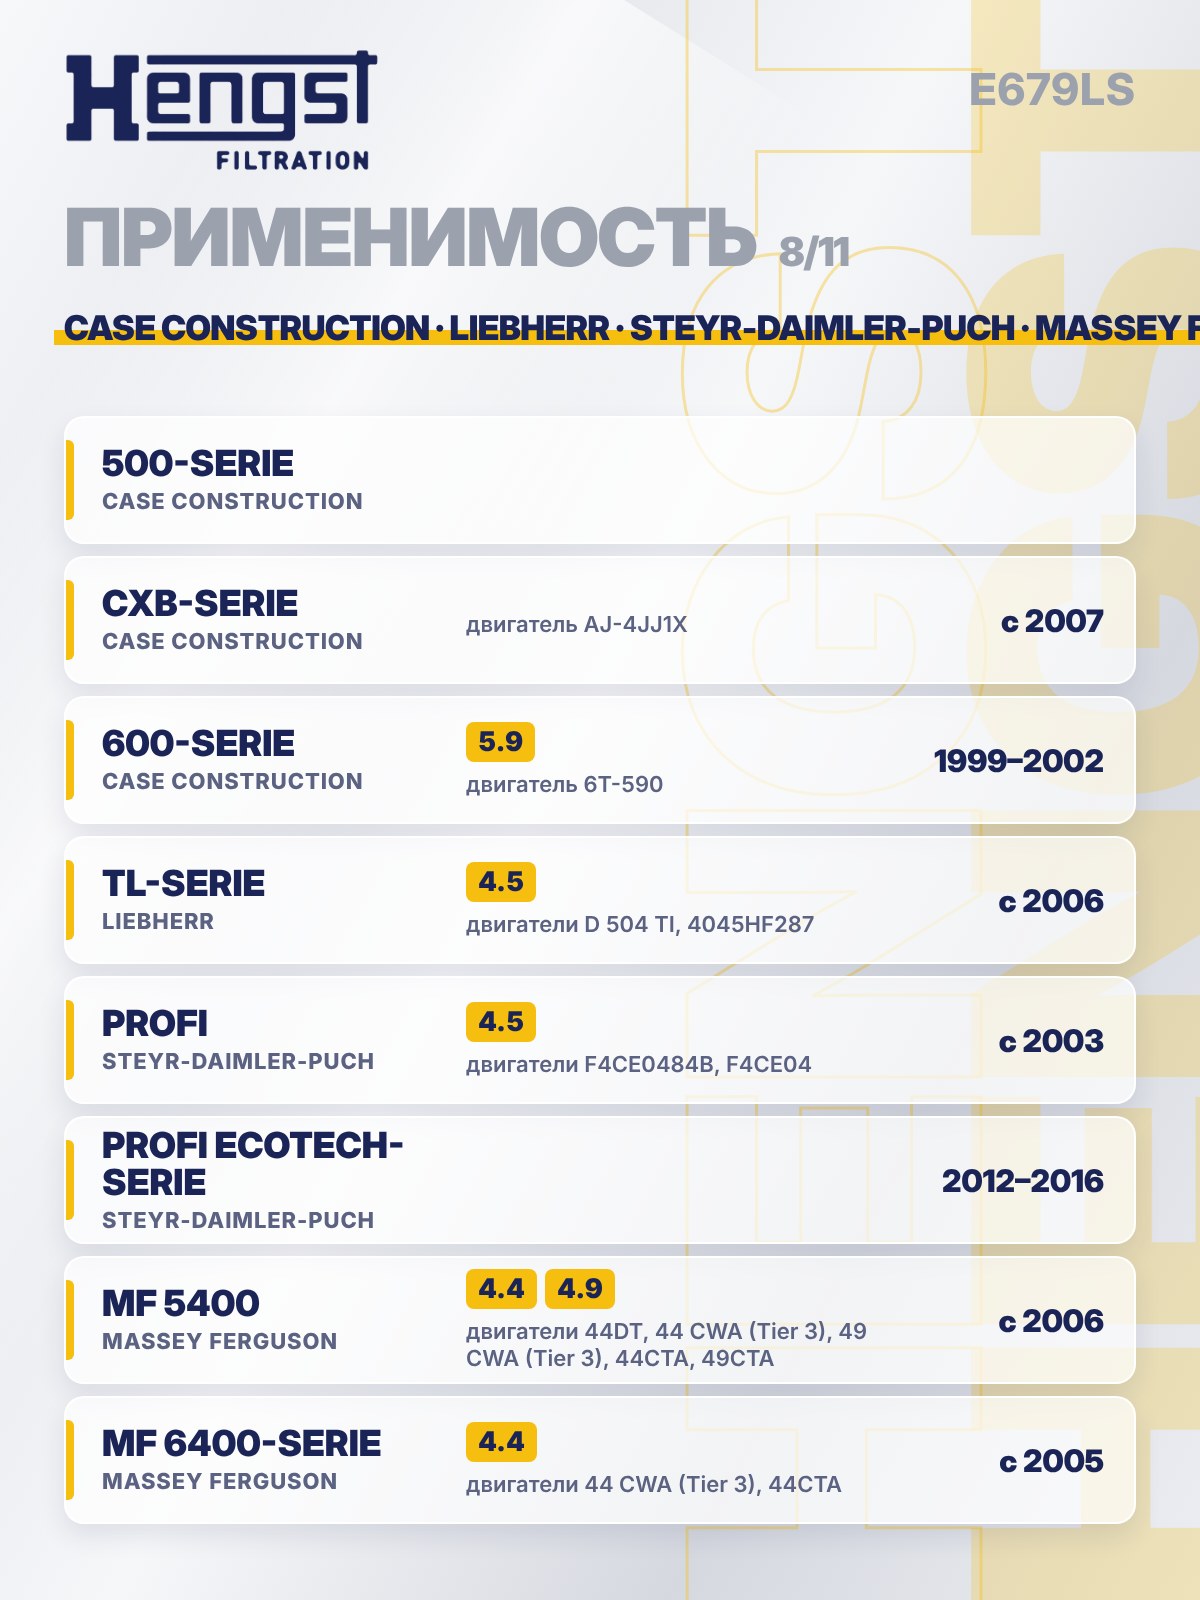 Hengst
FILTRATION
E679LS
ПРИМЕНИМОСТЬ 8/11
CASE CONSTRUCTION · LIEBHERR · STEYR-DAIMLER-PUCH · MASSEY F
500-SERIE
CASE CONSTRUCTION
CXB-SERIE
CASE CONSTRUCTION
двигатель AJ-4JJ1X
с 2007
600-SERIE
CASE CONSTRUCTION
5.9
двигатель 6T-590
1999–2002
TL-SERIE
LIEBHERR
4.5
двигатели D 504 TI, 4045HF287
с 2006
PROFI
STEYR-DAIMLER-PUCH
4.5
двигатели F4CE0484B, F4CE04
с 2003
PROFI ECOTECH-
SERIE
STEYR-DAIMLER-PUCH
2012–2016
MF 5400
MASSEY FERGUSON
4.4 4.9
двигатели 44DT, 44 CWA (Tier 3), 49
CWA (Tier 3), 44CTA, 49CTA
с 2006
MF 6400-SERIE
MASSEY FERGUSON
4.4
двигатели 44 CWA (Tier 3), 44CTA
с 2005
HENGST
HENGST